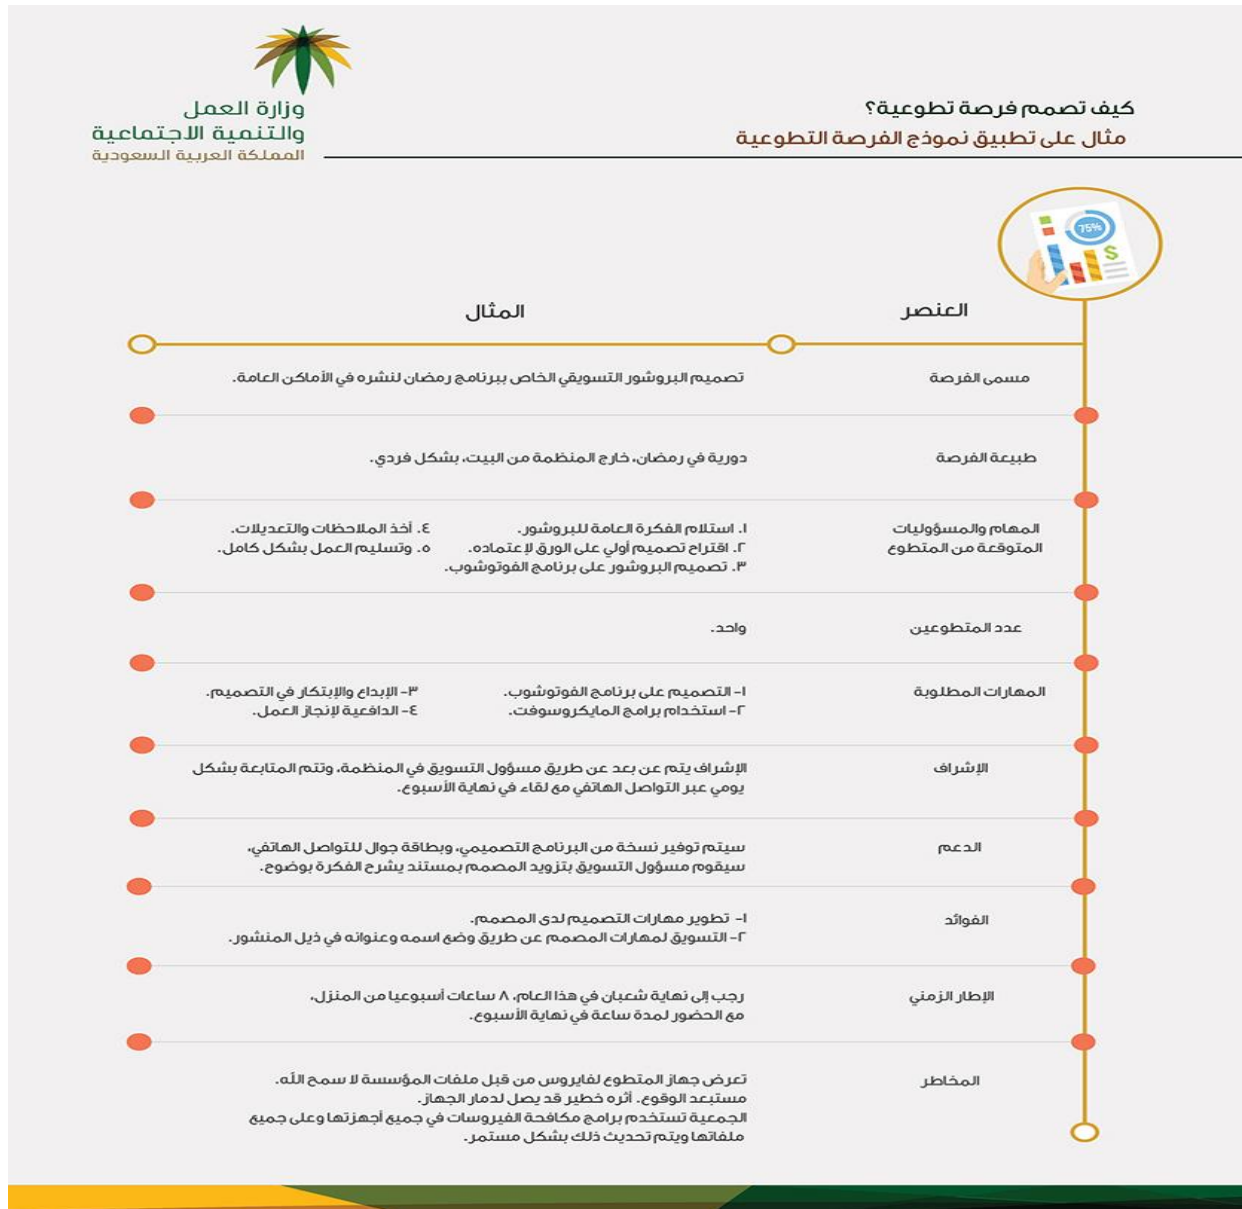 وزارة العمل
والتنمية الاجتماعية
المملكة العربية السعودية
كيف تصمم فرصة تطوعية؟
مثال على تطبيق نموذج الفرصة التطوعية
75%
$
العنصر
المثال
مسمى الفرصة
تصميم البروشور التسويقي الخاص ببرنامج رمضان لنشره في الأماكن العامة.
طبيعة الفرصة
دورية في رمضان، خارج المنظمة من البيت، بشكل فردي.
المهام والمسؤوليات
المتوقعة من المتطوع
١. استلام الفكرة العامة للبروشور.
٢. اقتراح تصميم أولي على الورق لإعتماده.
٣. تصميم البروشور على برنامج الفوتوشوب.
٤. أخذ الملاحظات والتعديلات.
٥. وتسليم العمل بشكل كامل.
عدد المتطوعين
واحد.
المهارات المطلوبة
١- التصميم على برنامج الفوتوشوب.
٢- استخدام برامج المايكروسوفت.
٣- الإبداع والإبتكار في التصميم.
٤- الدافعية لإنجاز العمل.
الإشراف
الإشراف يتم عن بعد عن طريق مسؤول التسويق في المنظمة، وتتم المتابعة بشكل
يومي عبر التواصل الهاتفي مع لقاء في نهاية الأسبوع.
الدعم
سيتم توفير نسخة من البرنامج التصميمي، وبطاقة جوال للتواصل الهاتفي،
سيقوم مسؤول التسويق بتزويد المصمم بمستند يشرح الفكرة بوضوح.
الفوائد
١- تطوير مهارات التصميم لدى المصمم.
٢- التسويق لمهارات المصمم عن طريق وضع اسمه وعنوانه في ذيل المنشور.
الإطار الزمني
رجب إلى نهاية شعبان في هذا العام، ٨ ساعات أسبوعيا من المنزل،
مع الحضور لمدة ساعة في نهاية الأسبوع.
المخاطر
تعرض جهاز المتطوع لفايروس من قبل ملفات المؤسسة لا سمح الله.
مستبعد الوقوع. أثره خطير قد يصل لدمار الجهاز.
الجمعية تستخدم برامج مكافحة الفيروسات في جميع أجهزتها وعلى جميع
ملفاتها ويتم تحديث ذلك بشكل مستمر.